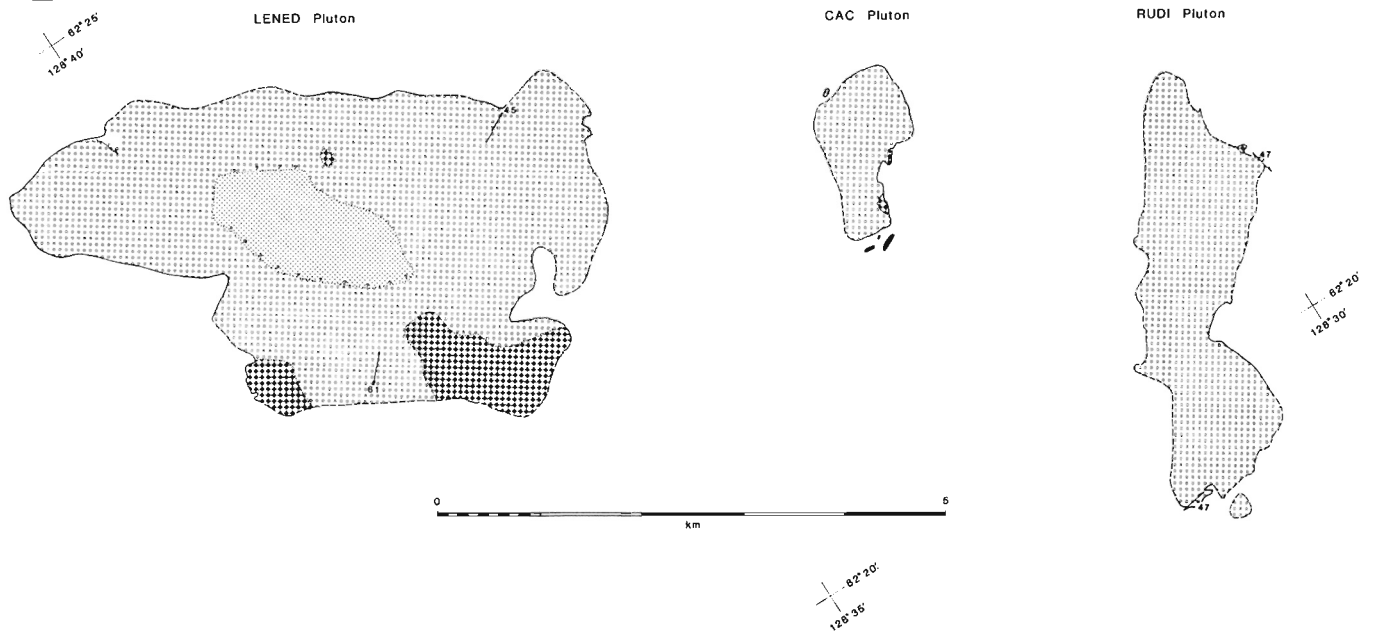 LENED Pluton
CAC Pluton
RUDI Pluton
62°25'
128°40'
45
θ
47
62°20'
128°30'
61
0
5
km
47
62°20'
128°35'